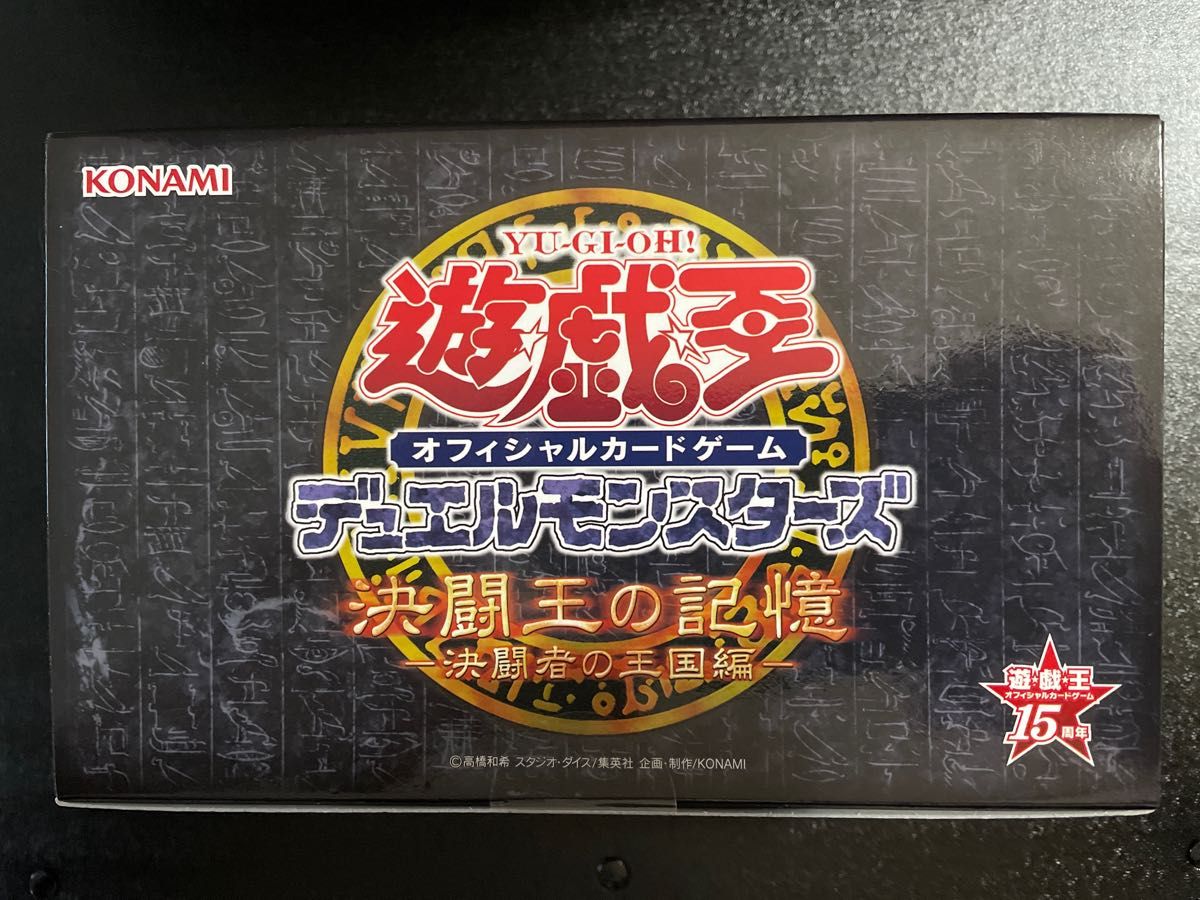 KONAMI
YU-GI-OH!
遊☆戯☆王
オフィシャルカードゲーム
デュエルモンスターズ
決闘王の記憶
-決闘者の王国編-
遊☆戯☆王
オフィシャルカードゲーム
15周年
©高橋和希 スタジオ・ダイス/集英社 企画・制作/KONAMI